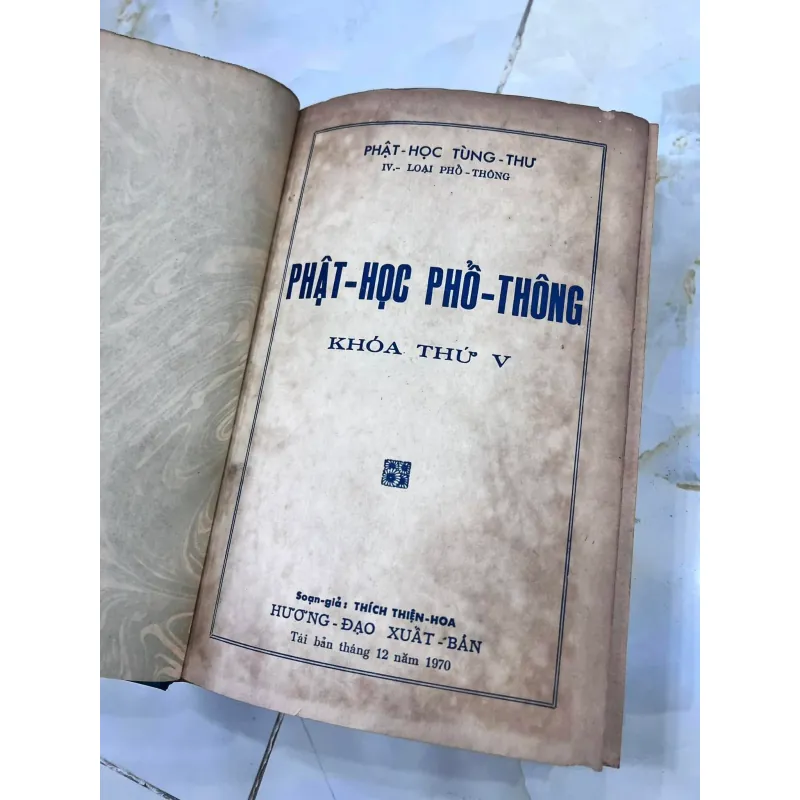 PHẬT-HỌC TÙNG-THƯ
IV.- LOẠI PHỔ-THÔNG
PHẬT-HỌC PHỔ-THÔNG
KHÓA THỨ V
Soạn-giả: THÍCH THIỆN-HOA
HƯƠNG-ĐẠO XUẤT-BẢN
Tái bản tháng 12 năm 1970